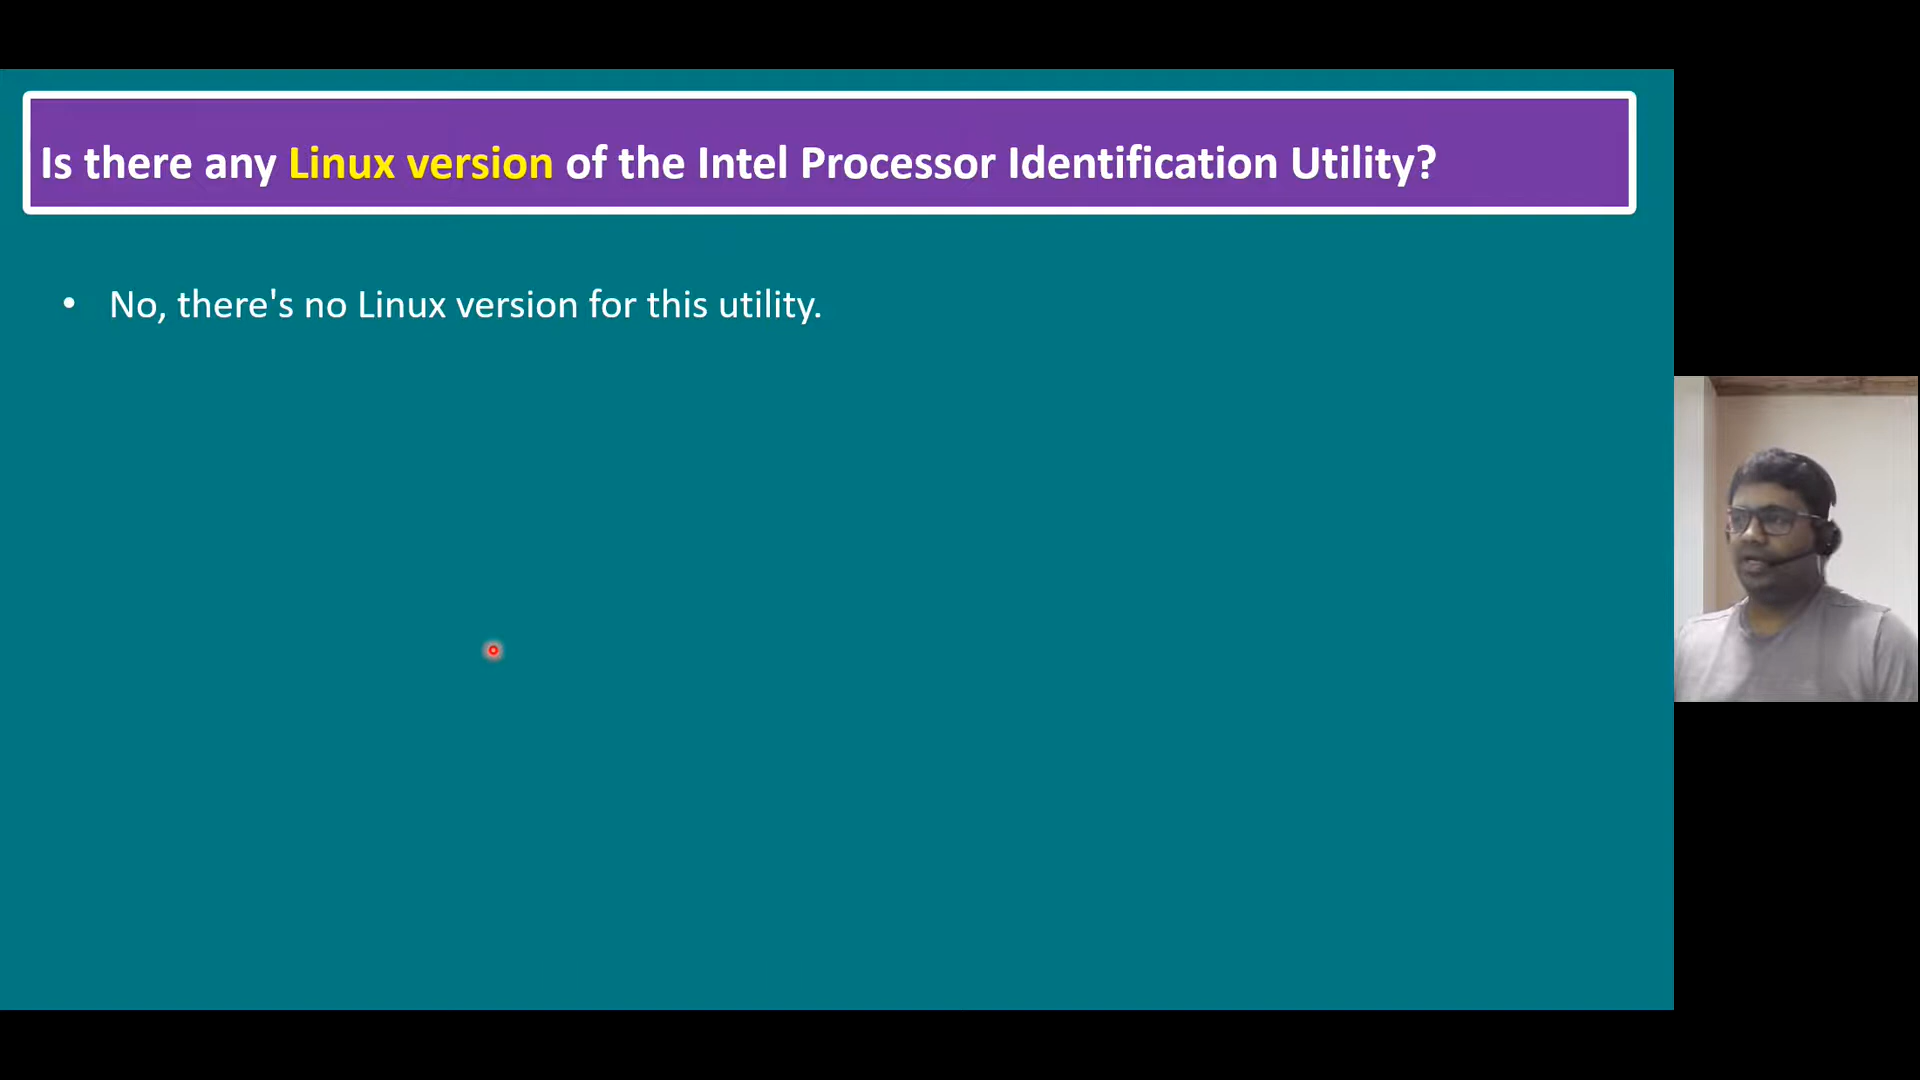 Is there any Linux version of the Intel Processor Identification Utility?
• No, there's no Linux version for this utility.